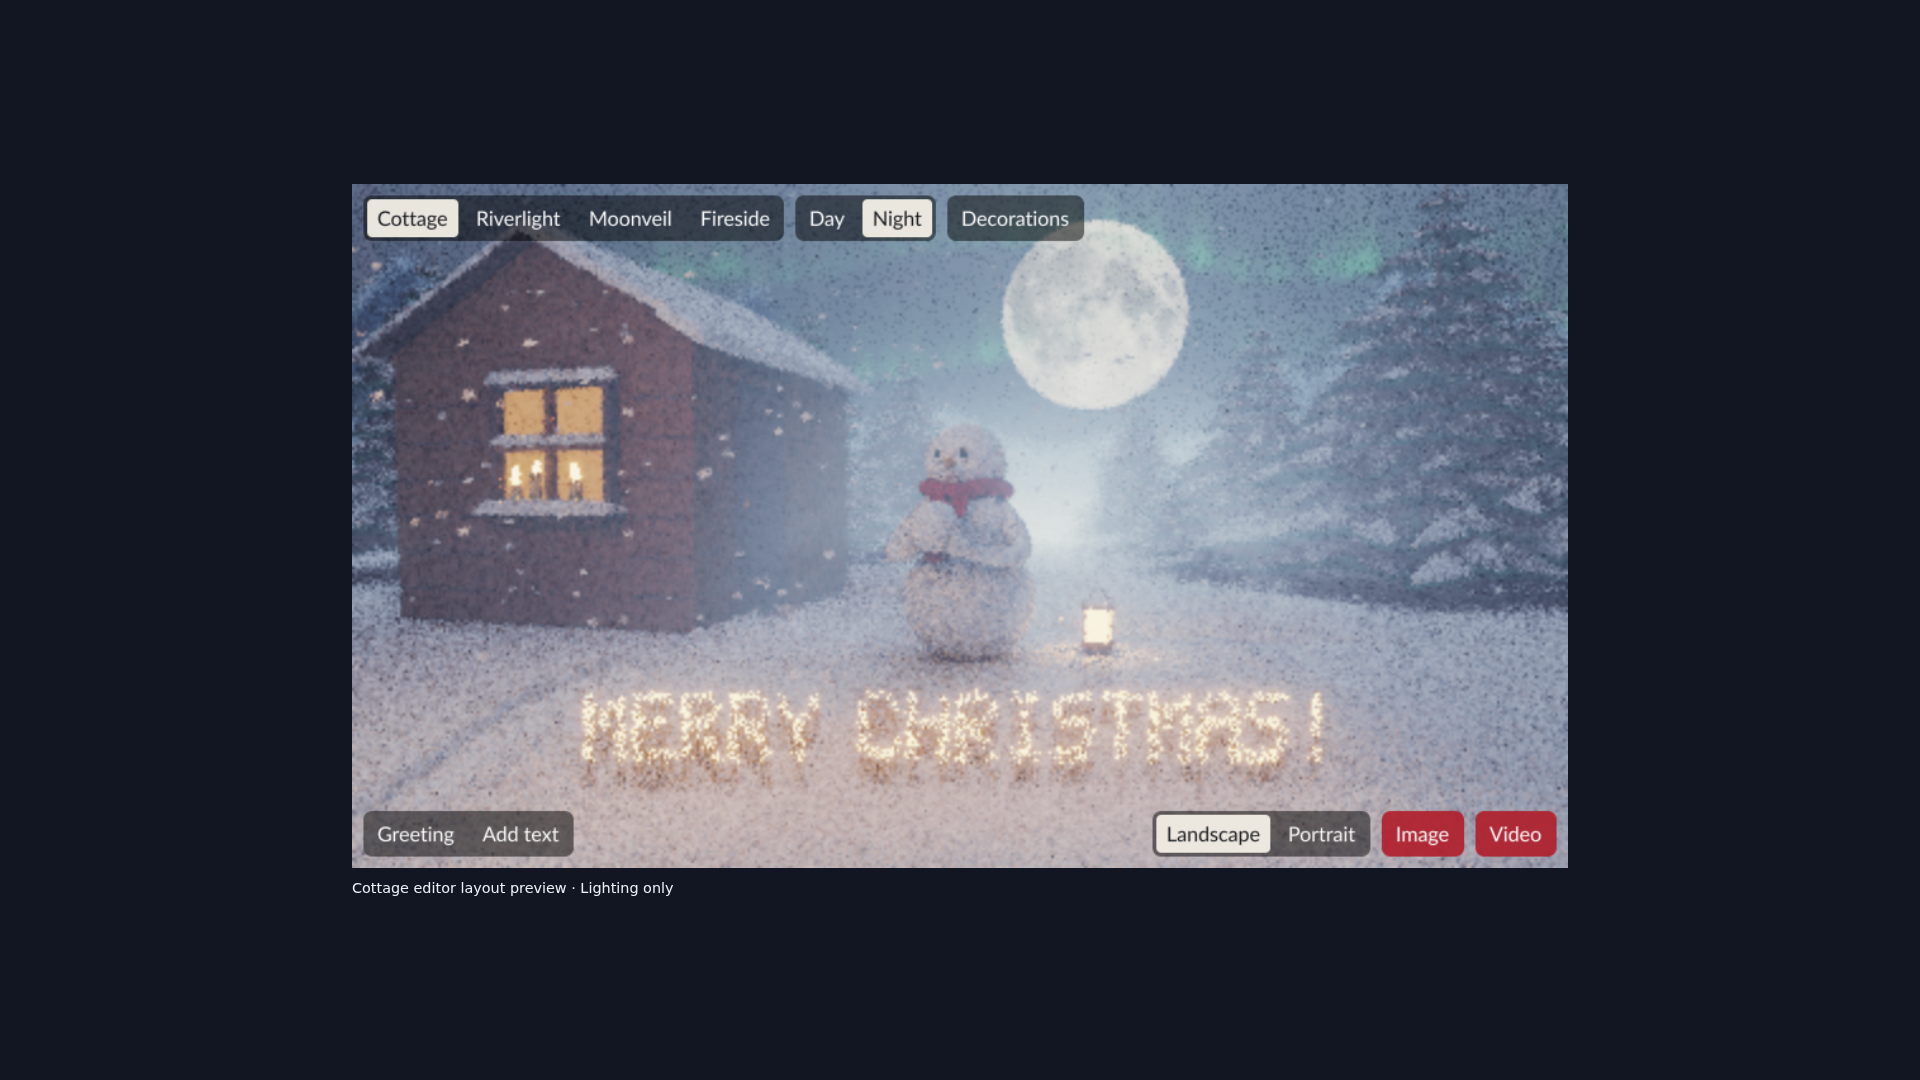 Cottage Riverlight Moonveil Fireside Day Night Decorations
MERRY CHRISTMAS!
Greeting Add text Landscape Portrait Image Video
Cottage editor layout preview · Lighting only